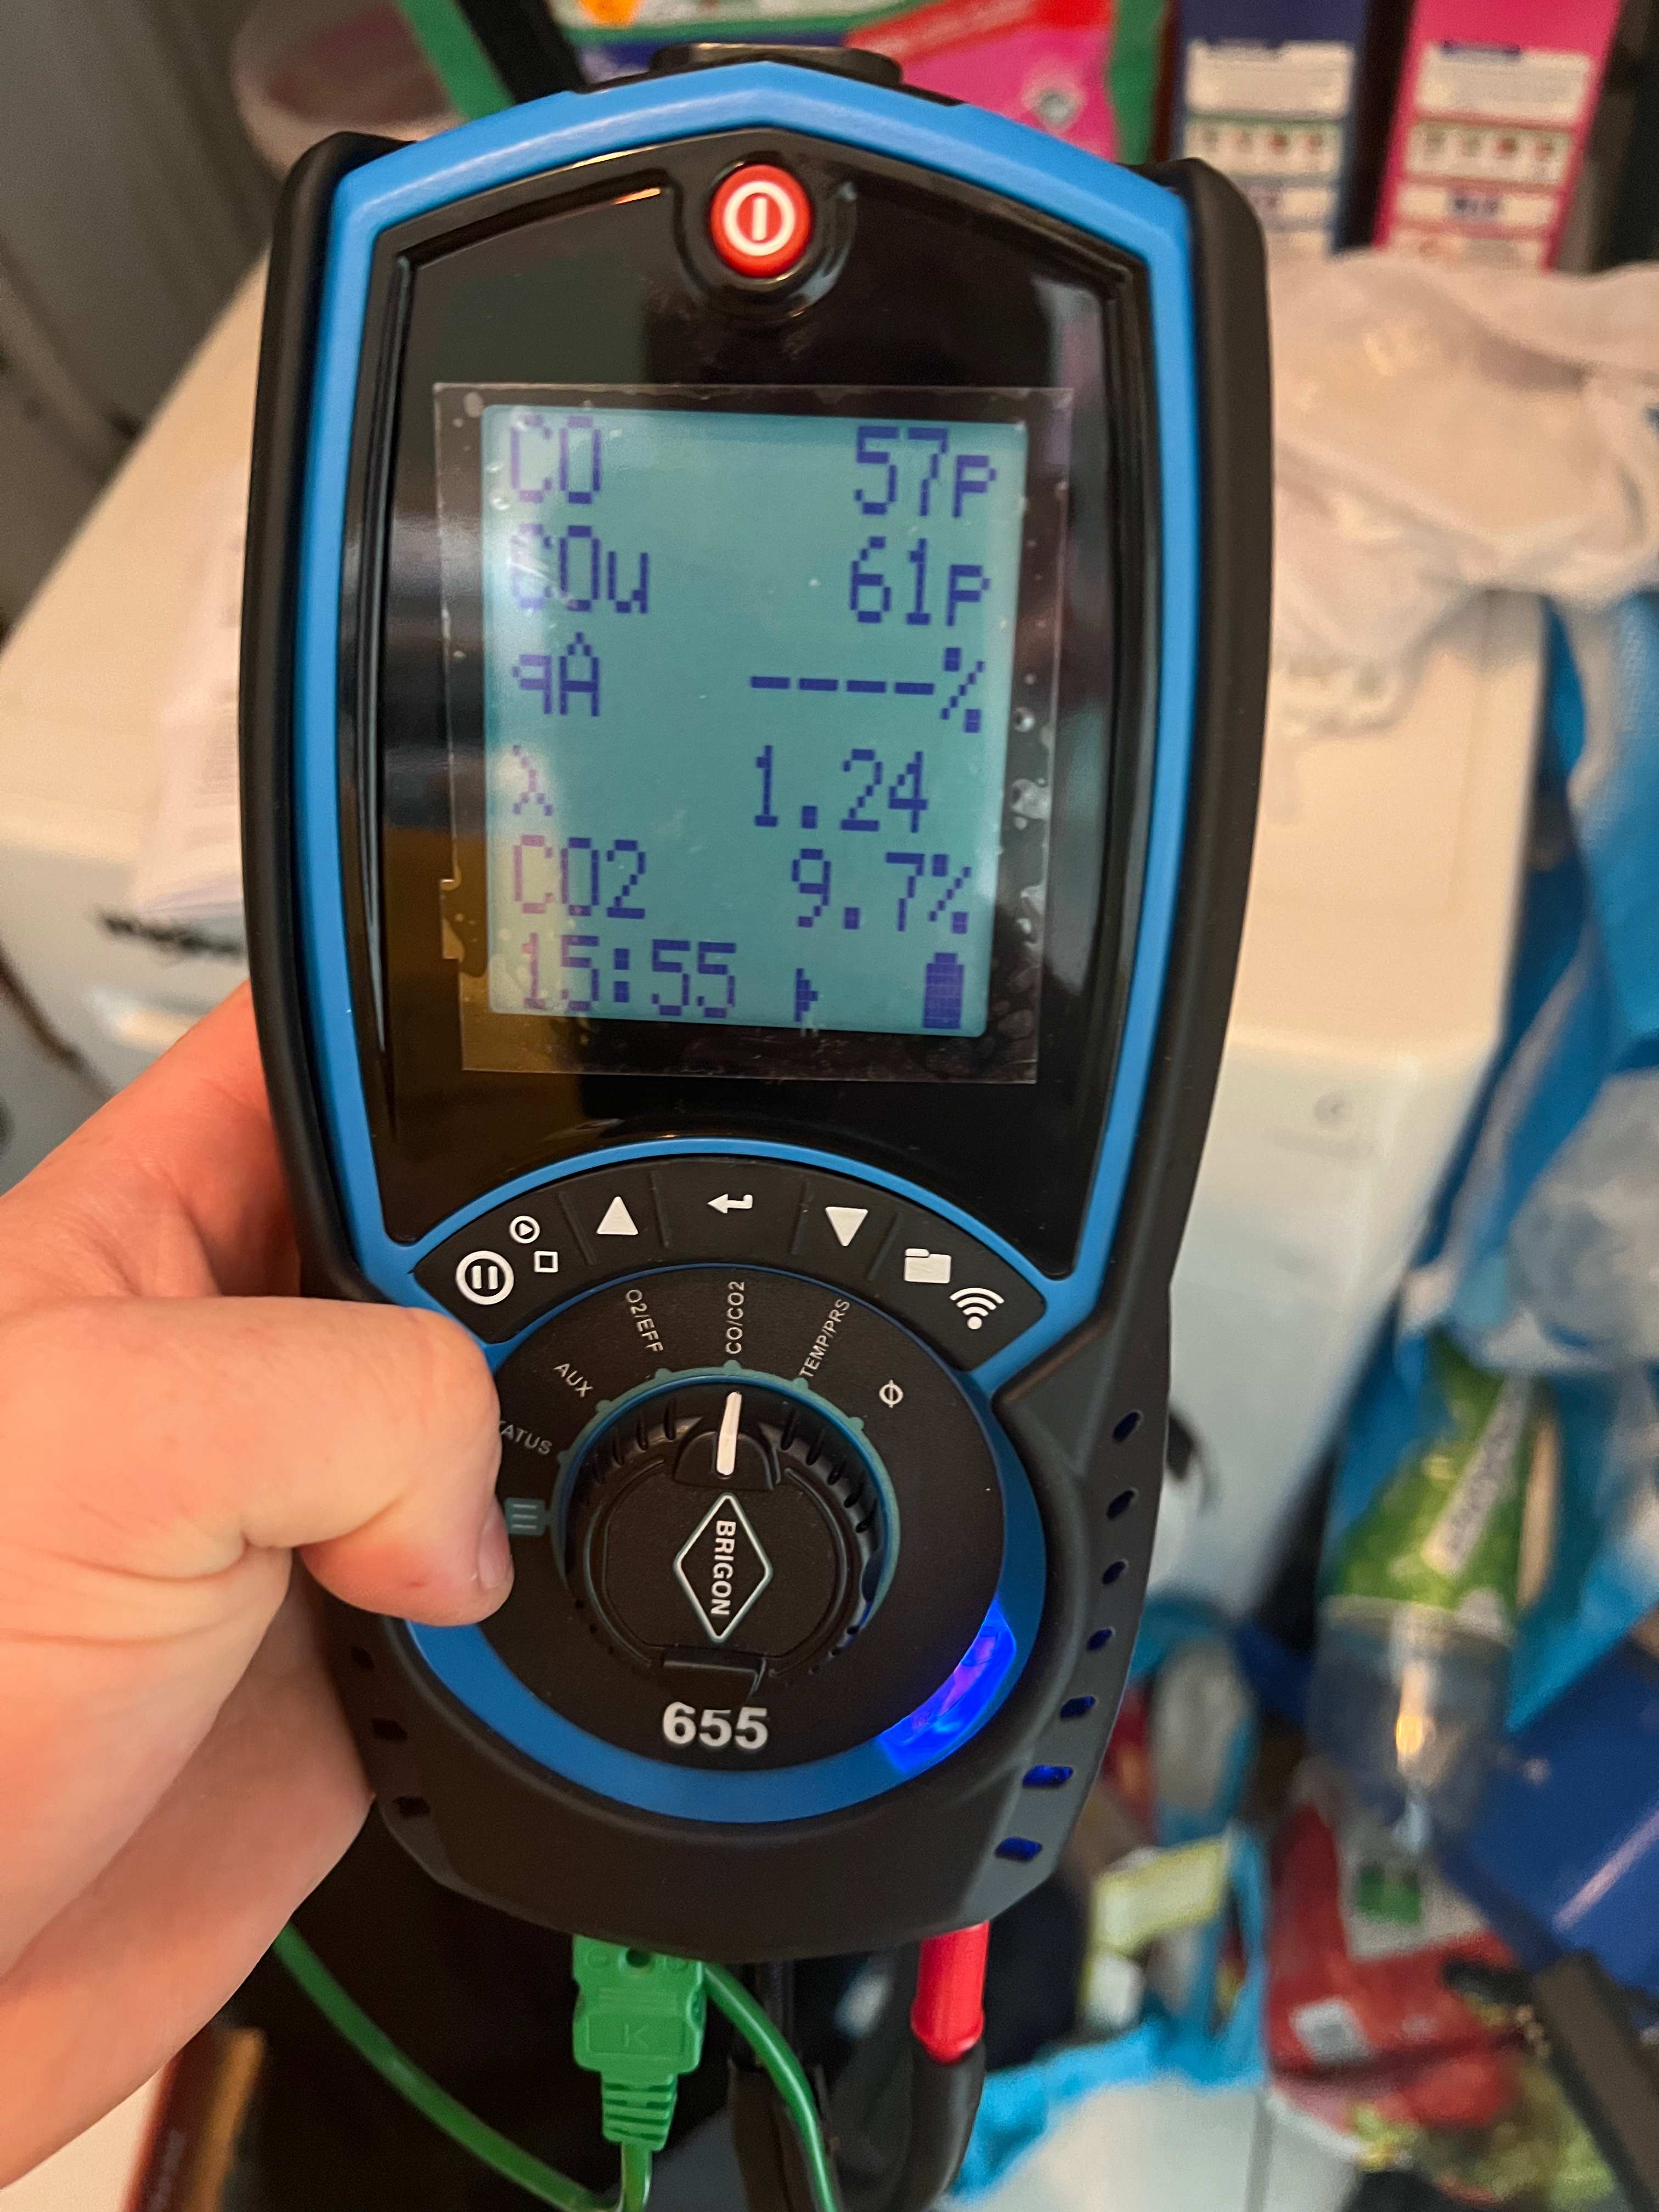 CO 57P
COu 61P
qA ----%
λ 1.24
CO2 9.7%
15:55
AUX
O2/EFF
CO/CO2
TEMP/PRS
BRIGON
655
K